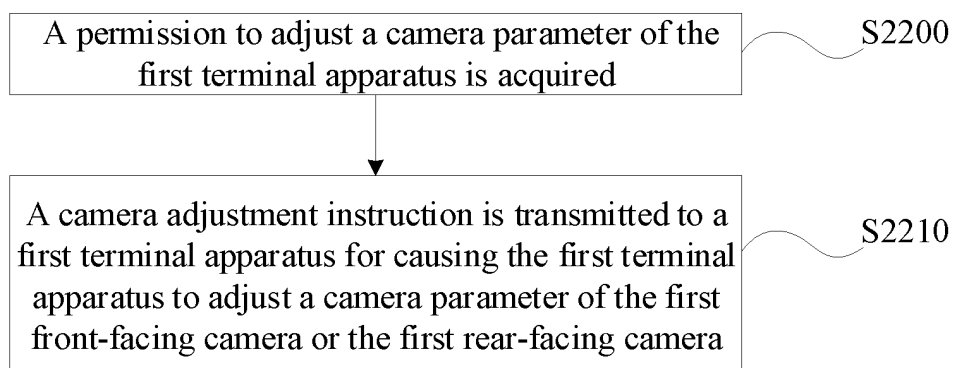 A permission to adjust a camera parameter of the
first terminal apparatus is acquired
S2200
A camera adjustment instruction is transmitted to a
first terminal apparatus for causing the first terminal
apparatus to adjust a camera parameter of the first
front-facing camera or the first rear-facing camera
S2210